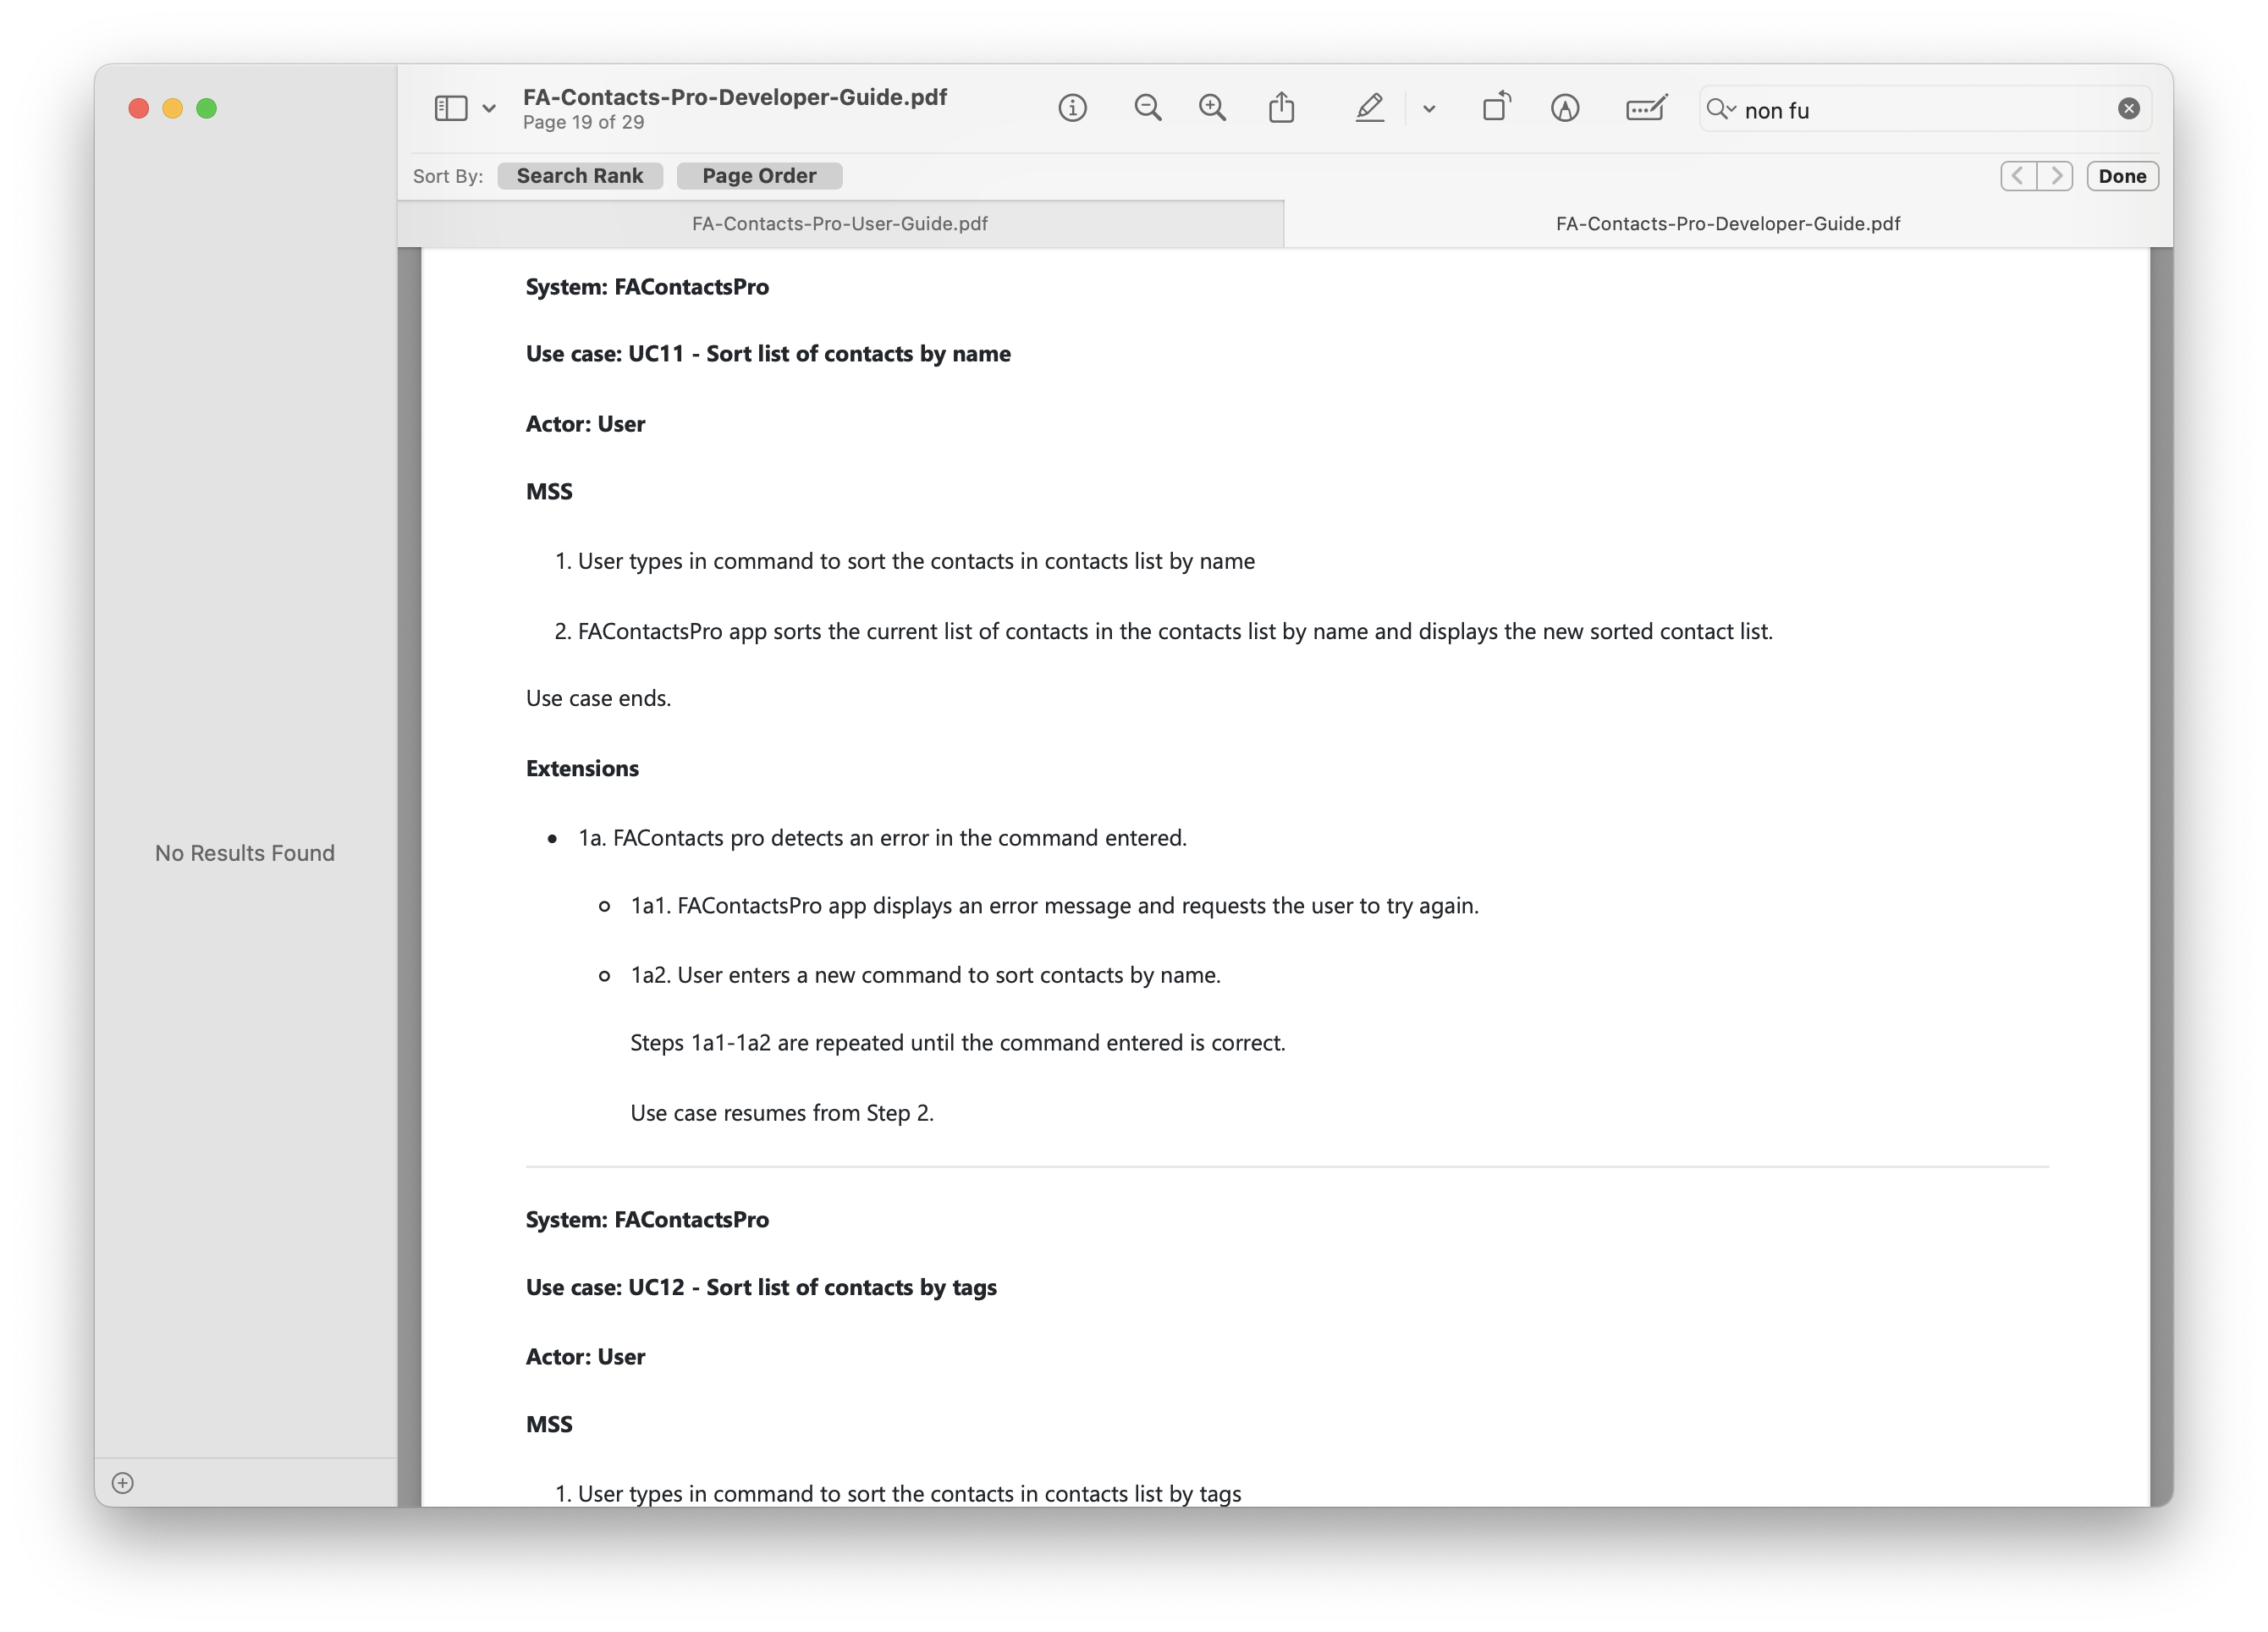 FA-Contacts-Pro-Developer-Guide.pdf
Page 19 of 29
non fu
Sort By:
Search Rank
Page Order
Done
FA-Contacts-Pro-User-Guide.pdf
FA-Contacts-Pro-Developer-Guide.pdf
No Results Found
System: FAContactsPro
Use case: UC11 - Sort list of contacts by name
Actor: User
MSS
1. User types in command to sort the contacts in contacts list by name
2. FAContactsPro app sorts the current list of contacts in the contacts list by name and displays the new sorted contact list.
Use case ends.
Extensions
• 1a. FAContacts pro detects an error in the command entered.
○ 1a1. FAContactsPro app displays an error message and requests the user to try again.
○ 1a2. User enters a new command to sort contacts by name.
Steps 1a1-1a2 are repeated until the command entered is correct.
Use case resumes from Step 2.
System: FAContactsPro
Use case: UC12 - Sort list of contacts by tags
Actor: User
MSS
1. User types in command to sort the contacts in contacts list by tags